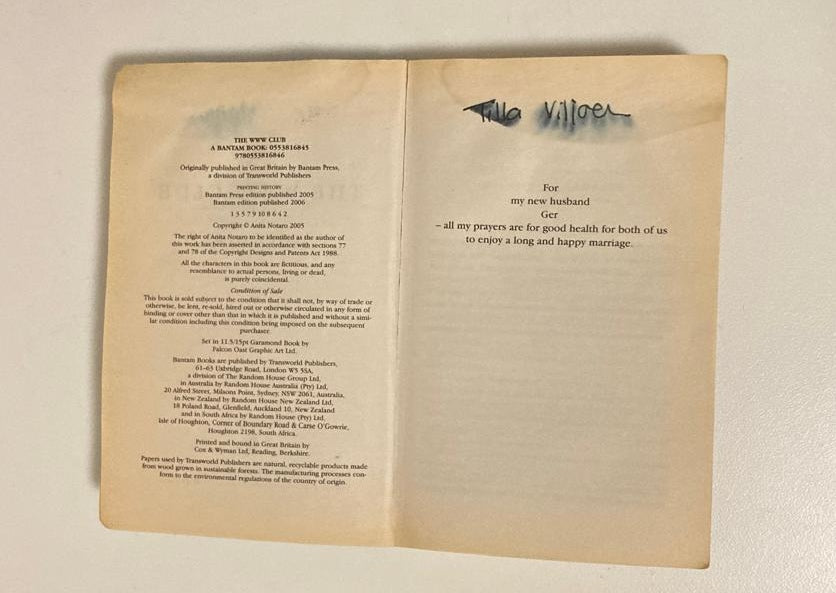 THE WWW CLUB
A BANTAM BOOK: 0553816845
9780553816846
Originally published in Great Britain by Bantam Press,
a division of Transworld Publishers
PRINTING HISTORY
Bantam Press edition published 2005
Bantam edition published 2006
1 3 5 7 9 10 8 6 4 2
Copyright © Anita Notaro 2005
The right of Anita Notaro to be identified as the author of
this work has been asserted in accordance with sections 77
and 78 of the Copyright Designs and Patents Act 1988.
All the characters in this book are fictitious, and any
resemblance to actual persons, living or dead,
is purely coincidental.
Condition of Sale
This book is sold subject to the condition that it shall not, by way of trade or
otherwise, be lent, re-sold, hired out or otherwise circulated in any form of
binding or cover other than that in which it is published and without a simi-
lar condition including this condition being imposed on the subsequent
purchaser.
Set in 11.5/15pt Garamond Book by
Falcon Oast Graphic Art Ltd.
Bantam Books are published by Transworld Publishers,
61–63 Uxbridge Road, London W5 5SA,
a division of The Random House Group Ltd,
in Australia by Random House Australia (Pty) Ltd,
20 Alfred Street, Milsons Point, Sydney, NSW 2061, Australia,
in New Zealand by Random House New Zealand Ltd,
18 Poland Road, Glenfield, Auckland 10, New Zealand
and in South Africa by Random House (Pty) Ltd,
Isle of Houghton, Corner of Boundary Road & Carse O'Gowrie,
Houghton 2198, South Africa.
Printed and bound in Great Britain by
Cox & Wyman Ltd, Reading, Berkshire.
Papers used by Transworld Publishers are natural, recyclable products made
from wood grown in sustainable forests. The manufacturing processes con-
form to the environmental regulations of the country of origin.
Tilla Viljoen
For
my new husband
Ger
– all my prayers are for good health for both of us
to enjoy a long and happy marriage.